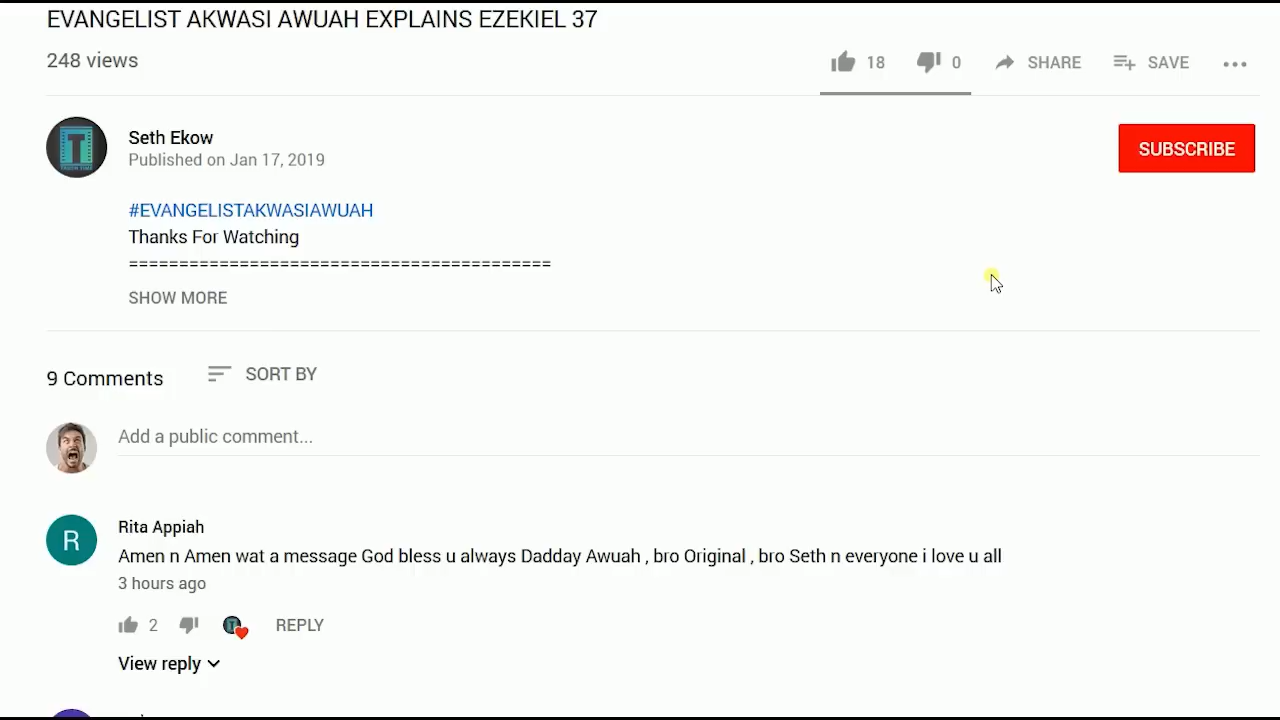 EVANGELIST AKWASI AWUAH EXPLAINS EZEKIEL 37
248 views
18 0 SHARE SAVE
Seth Ekow
Published on Jan 17, 2019
SUBSCRIBE
#EVANGELISTAKWASIAWUAH
Thanks For Watching
==========================================
SHOW MORE
9 Comments SORT BY
Add a public comment...
R
Rita Appiah
Amen n Amen wat a message God bless u always Dadday Awuah , bro Original , bro Seth n everyone i love u all
3 hours ago
2 REPLY
View reply